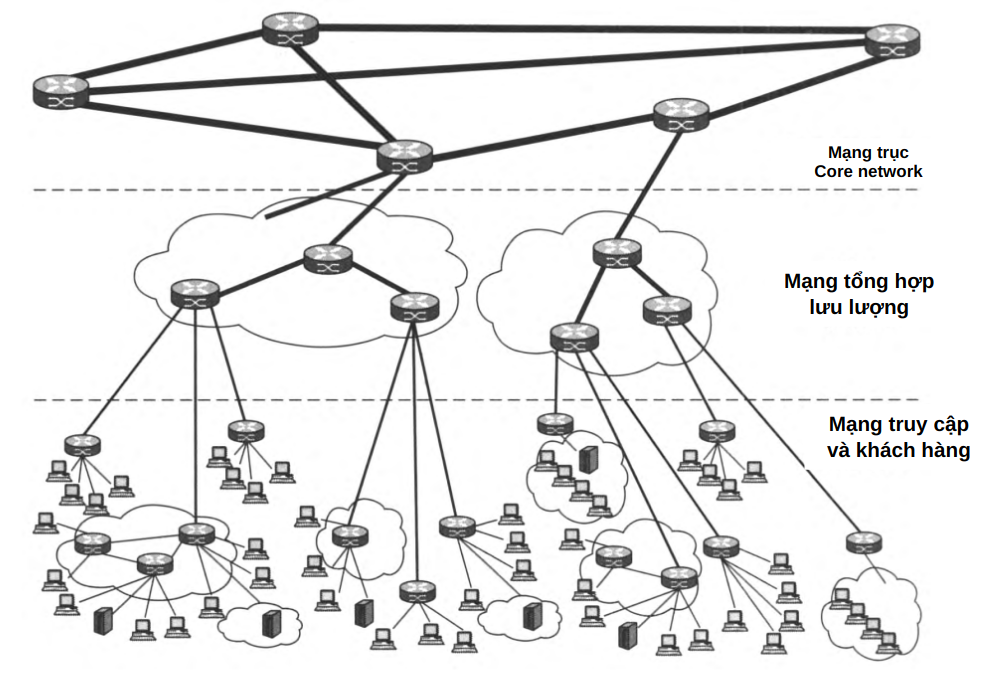 Mạng trục
Core network
Mạng tổng hợp
lưu lượng
Mạng truy cập
và khách hàng